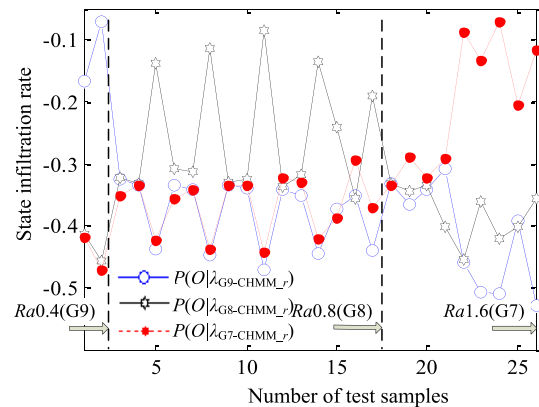 State infiltration rate
-0.1
-0.2
-0.3
-0.4
-0.5
P(O|λG9-CHMM_r)
P(O|λG8-CHMM_r)
P(O|λG7-CHMM_r)
Ra0.4(G9)
Ra0.8(G8)
Ra1.6(G7)
5 10 15 20 25
Number of test samples